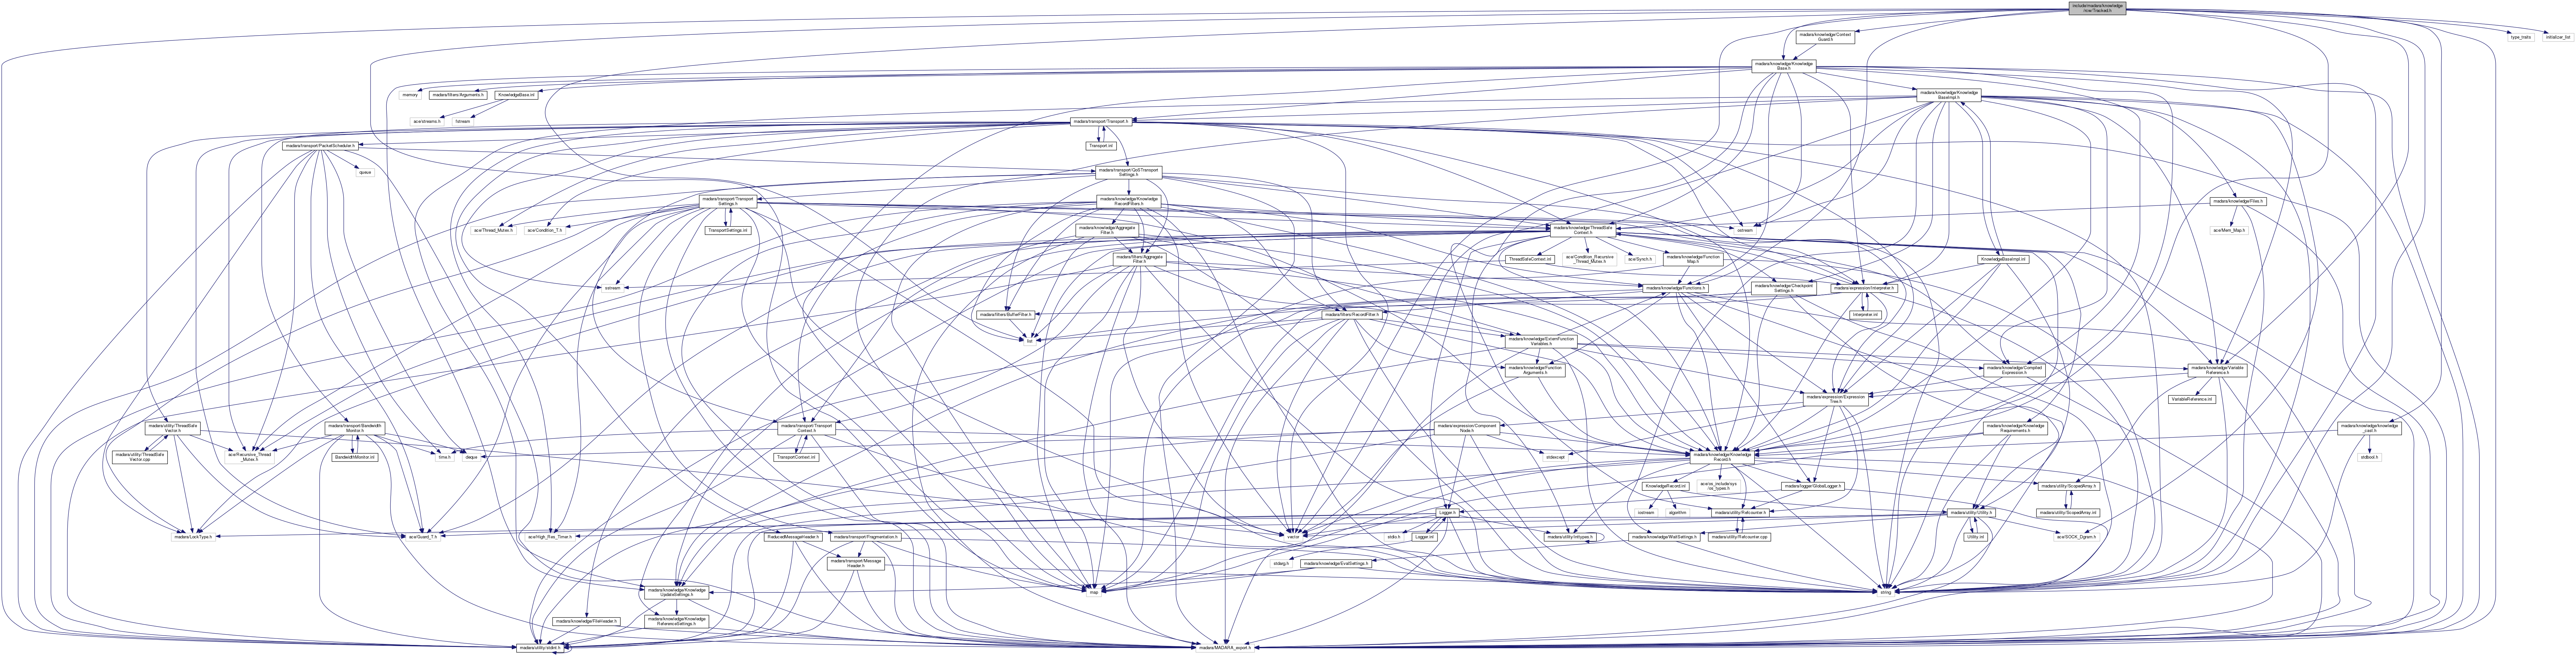 include/madara/knowledge
/rcw/Tracked.h
madara/knowledge/Context
Guard.h
type_traits
initializer_list
madara/knowledge/Knowledge
Base.h
memory
madara/filters/Arguments.h
KnowledgeBase.inl
madara/knowledge/Knowledge
BaseImpl.h
ace/streams.h
fstream
madara/transport/Transport.h
madara/transport/PacketScheduler.h
Transport.inl
queue
madara/transport/QoSTransport
Settings.h
madara/transport/Transport
Settings.h
madara/knowledge/Knowledge
RecordFilters.h
madara/knowledge/Files.h
ace/Thread_Mutex.h
ace/Condition_T.h
TransportSettings.inl
madara/knowledge/Aggregate
Filter.h
madara/knowledge/ThreadSafe
Context.h
ostream
ace/Mem_Map.h
madara/filters/Aggregate
Filter.h
ThreadSafeContext.inl
ace/Condition_Recursive
_Thread_Mutex.h
ace/Synch.h
madara/knowledge/Function
Map.h
KnowledgeBaseImpl.inl
sstream
madara/knowledge/Functions.h
madara/knowledge/Checkpoint
Settings.h
madara/expression/Interpreter.h
madara/filters/BufferFilter.h
madara/filters/RecordFilter.h
Interpreter.inl
list
madara/knowledge/ExternFunction
Variables.h
madara/knowledge/Function
Arguments.h
madara/knowledge/Compiled
Expression.h
madara/knowledge/Variable
Reference.h
madara/expression/Expression
Tree.h
VariableReference.inl
madara/utility/ThreadSafe
Vector.h
madara/transport/Bandwidth
Monitor.h
madara/transport/Transport
Context.h
madara/expression/Component
Node.h
madara/knowledge/Knowledge
Requirements.h
madara/knowledge/knowledge
_cast.h
madara/utility/ThreadSafe
Vector.cpp
ace/Recursive_Thread
_Mutex.h
BandwidthMonitor.inl
time.h
deque
TransportContext.inl
stdexcept
madara/knowledge/Knowledge
Record.h
stdbool.h
KnowledgeRecord.inl
ace/os_include/sys
/os_types.h
madara/logger/GlobalLogger.h
madara/utility/ScopedArray.h
iostream
algorithm
Logger.h
madara/utility/Refcounter.h
madara/utility/Utility.h
madara/utility/ScopedArray.inl
madara/LockType.h
ace/Guard_T.h
ace/High_Res_Timer.h
ReducedMessageHeader.h
madara/transport/Fragmentation.h
vector
stdio.h
Logger.inl
madara/utility/inttypes.h
madara/knowledge/WaitSettings.h
madara/utility/Refcounter.cpp
Utility.inl
ace/SOCK_Dgram.h
madara/transport/Message
Header.h
stdarg.h
madara/knowledge/EvalSettings.h
madara/knowledge/Knowledge
UpdateSettings.h
map
string
madara/knowledge/FileHeader.h
madara/knowledge/Knowledge
ReferenceSettings.h
madara/utility/stdint.h
madara/MADARA_export.h